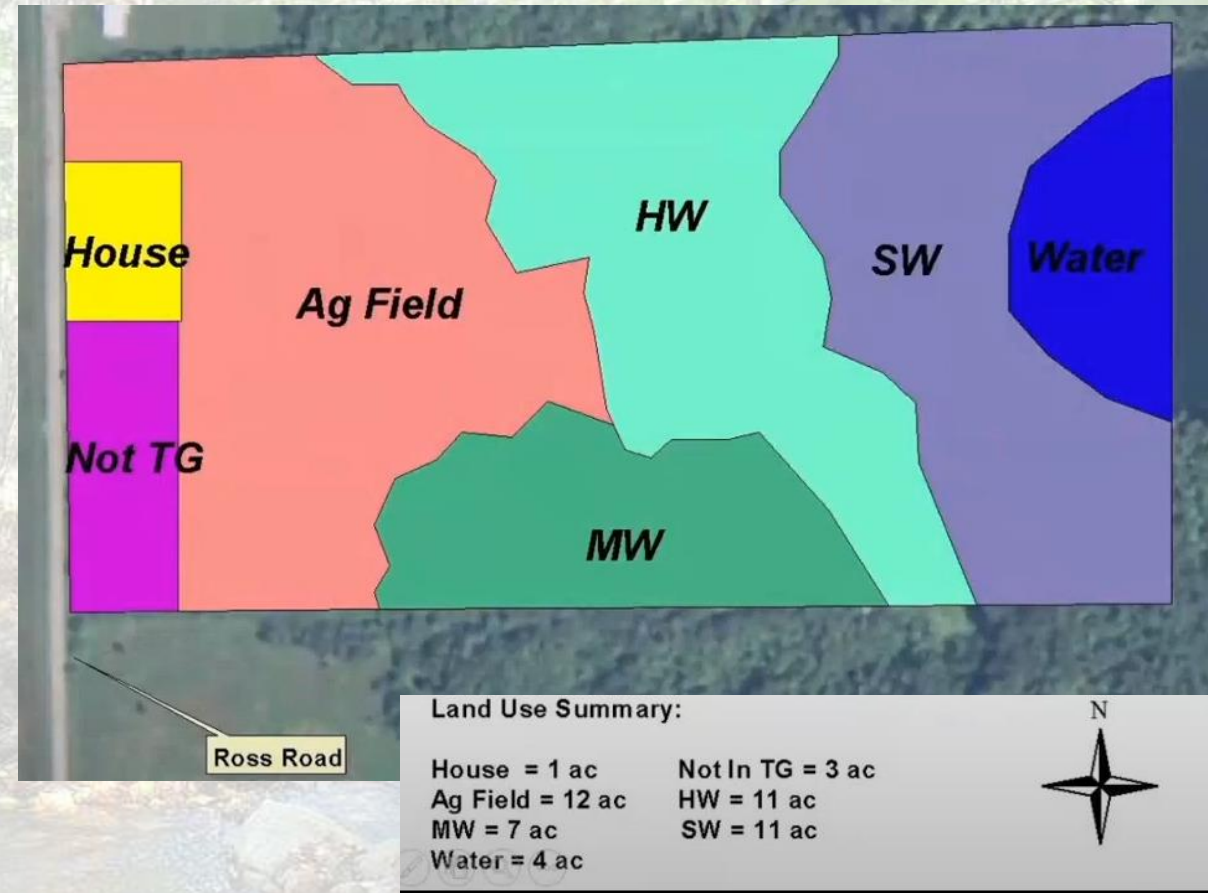 HW
House
SW
Water
Ag Field
Not TG
MW
Ross Road
Land Use Summary:
N
House = 1 ac
Not In TG = 3 ac
Ag Field = 12 ac
HW = 11 ac
MW = 7 ac
SW = 11 ac
Water = 4 ac